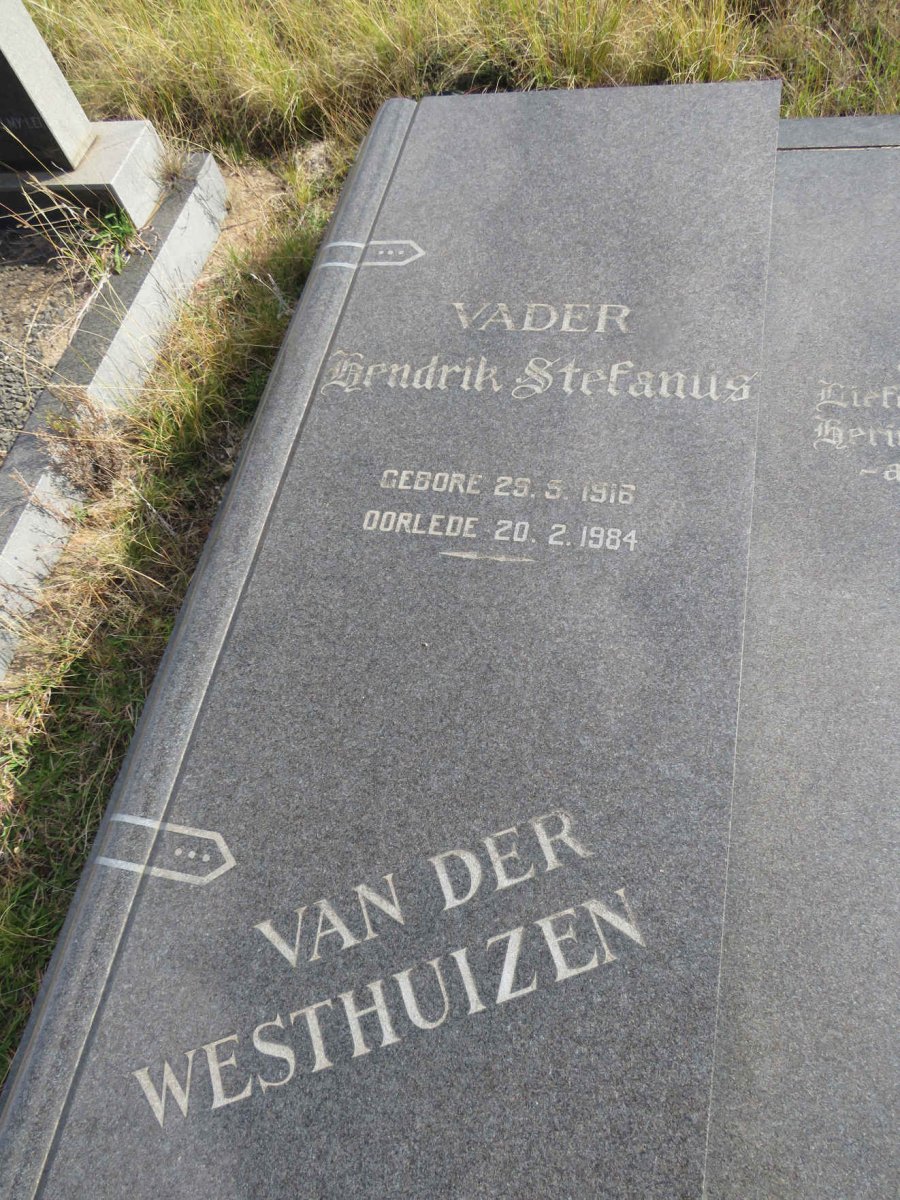 VADER
Hendrik Stefanus
GEBORE 29. 5. 1916
OORLEDE 20. 2. 1984
VAN DER
WESTHUIZEN